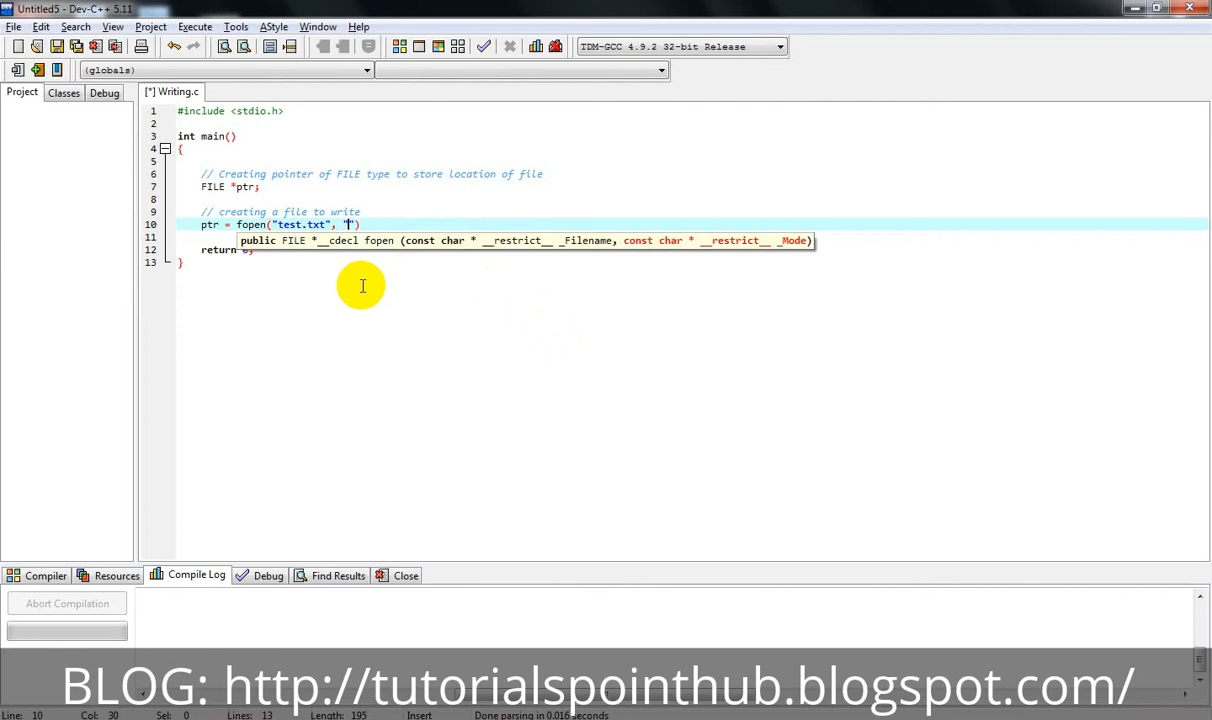 Untitled5 - Dev-C++ 5.11
File Edit Search View Project Execute Tools AStyle Window Help
TDM-GCC 4.9.2 32-bit Release
(globals)
Project Classes Debug [*] Writing.c
1 #include <stdio.h>
2
3 int main()
4 {
5
6 // Creating pointer of FILE type to store location of file
7 FILE *ptr;
8
9 // creating a file to write
10 ptr = fopen("test.txt", "")
11 public FILE *__cdecl fopen (const char * __restrict__ _Filename, const char * __restrict__ _Mode)
12 return 0;
13 }
Compiler Resources Compile Log Debug Find Results Close
Abort Compilation
BLOG: http://tutorialspointhub.blogspot.com/
Line: 10 Col: 30 Sel: 0 Lines: 13 Length: 195 Insert Done parsing in 0.016 seconds